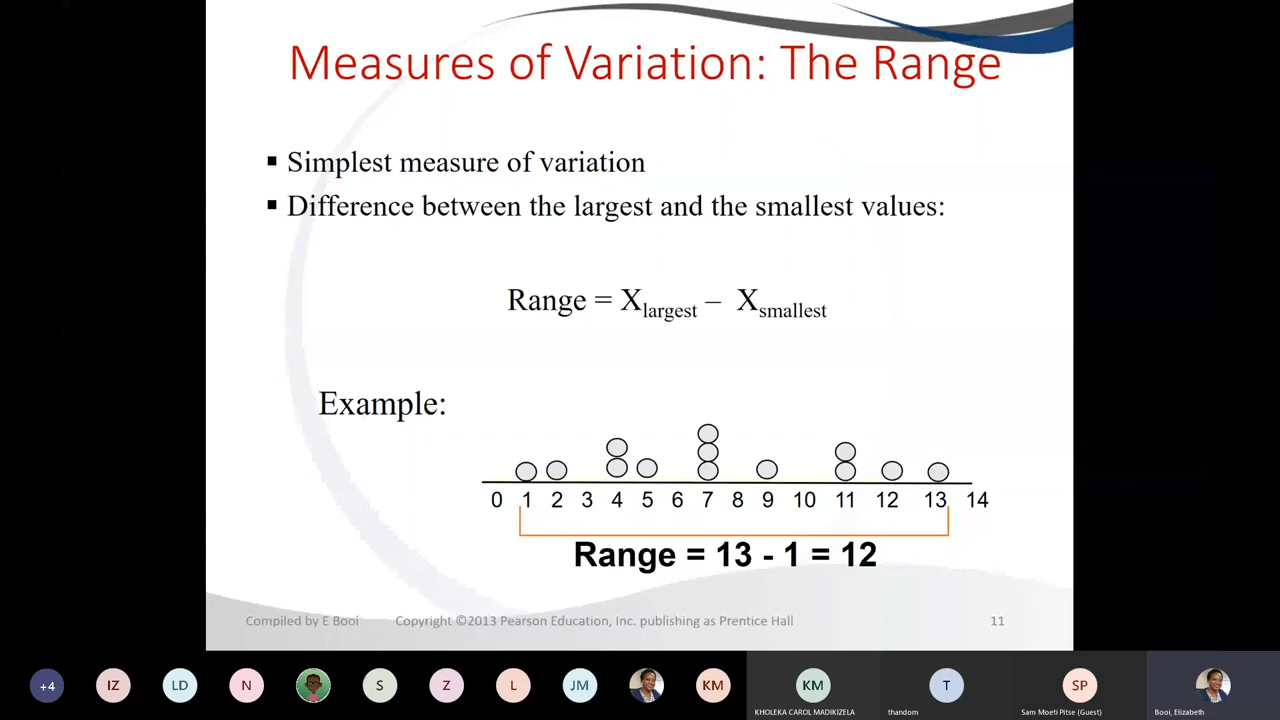 Measures of Variation: The Range
▪ Simplest measure of variation
▪ Difference between the largest and the smallest values:
Range = Xlargest – Xsmallest
Example:
0 1 2 3 4 5 6 7 8 9 10 11 12 13 14
Range = 13 - 1 = 12
Compiled by E Booi Copyright ©2013 Pearson Education, Inc. publishing as Prentice Hall 11
+4 IZ LD N S Z L JM KM KM T SP
KHOLEKA CAROL MADIKIZELA thandom Sam Moeti Pitse (Guest) Booi, Elizabeth